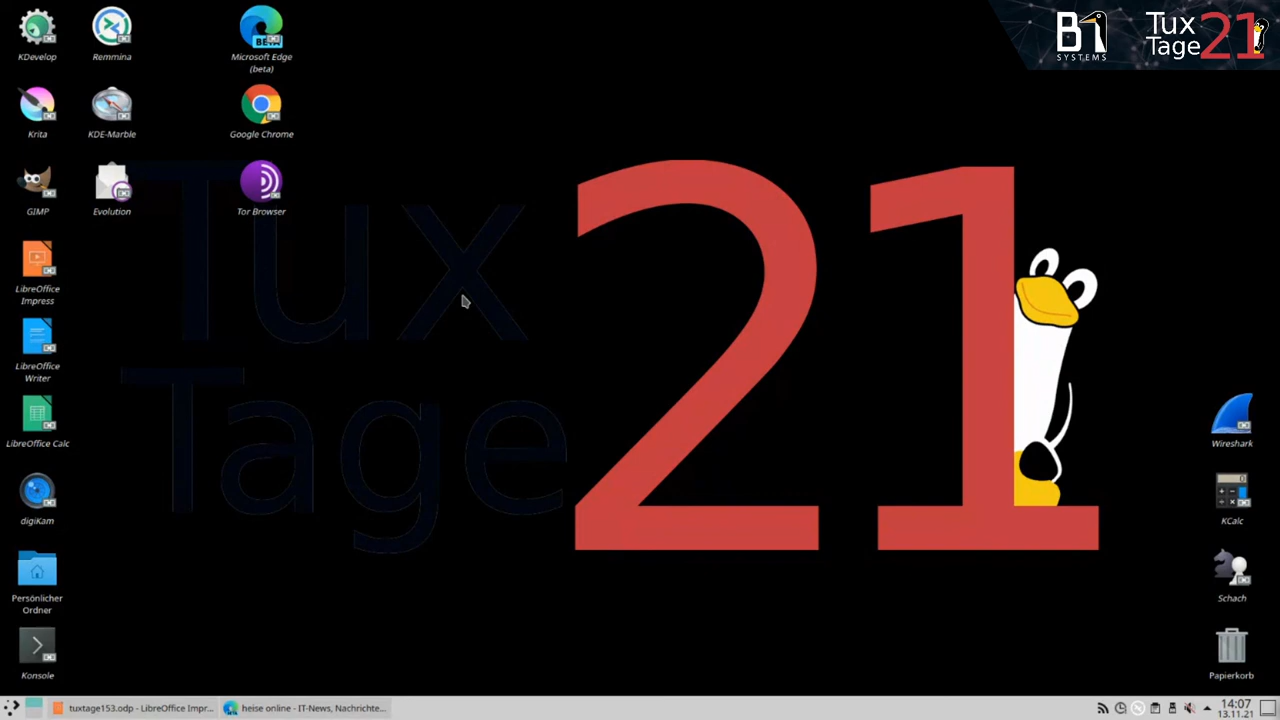 KDevelop
Remmina
Microsoft Edge
(beta)
BETA
B1
SYSTEMS
Tux
Tage 21
Krita
KDE-Marble
Google Chrome
GIMP
Evolution
Tor Browser
Tux
Tage
21
LibreOffice
Impress
LibreOffice
Writer
LibreOffice Calc
digiKam
Persönlicher
Ordner
Konsole
Wireshark
0
KCalc
Schach
Papierkorb
tuxtage153.odp - LibreOffice Impr...
heise online - IT-News, Nachrichte...
14:07
13.11.21